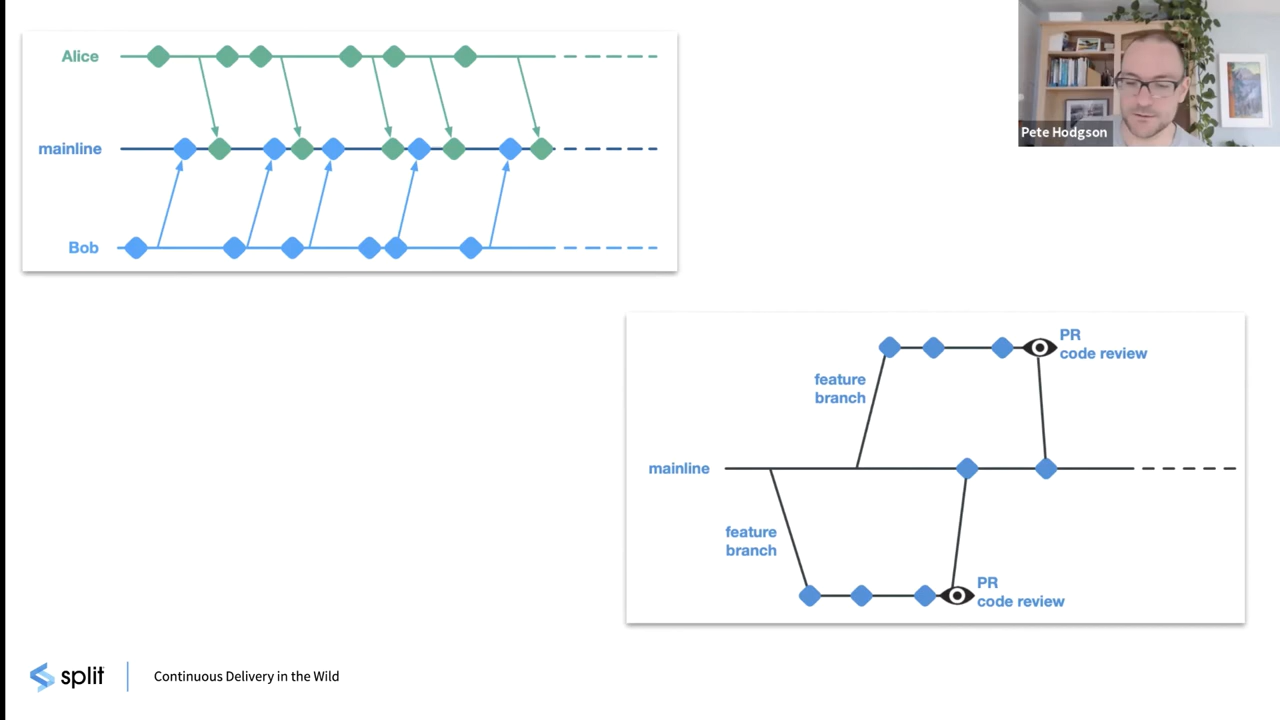 Alice
mainline
Bob
Pete Hodgson
PR
code review
feature
branch
mainline
feature
branch
PR
code review
split
Continuous Delivery in the Wild